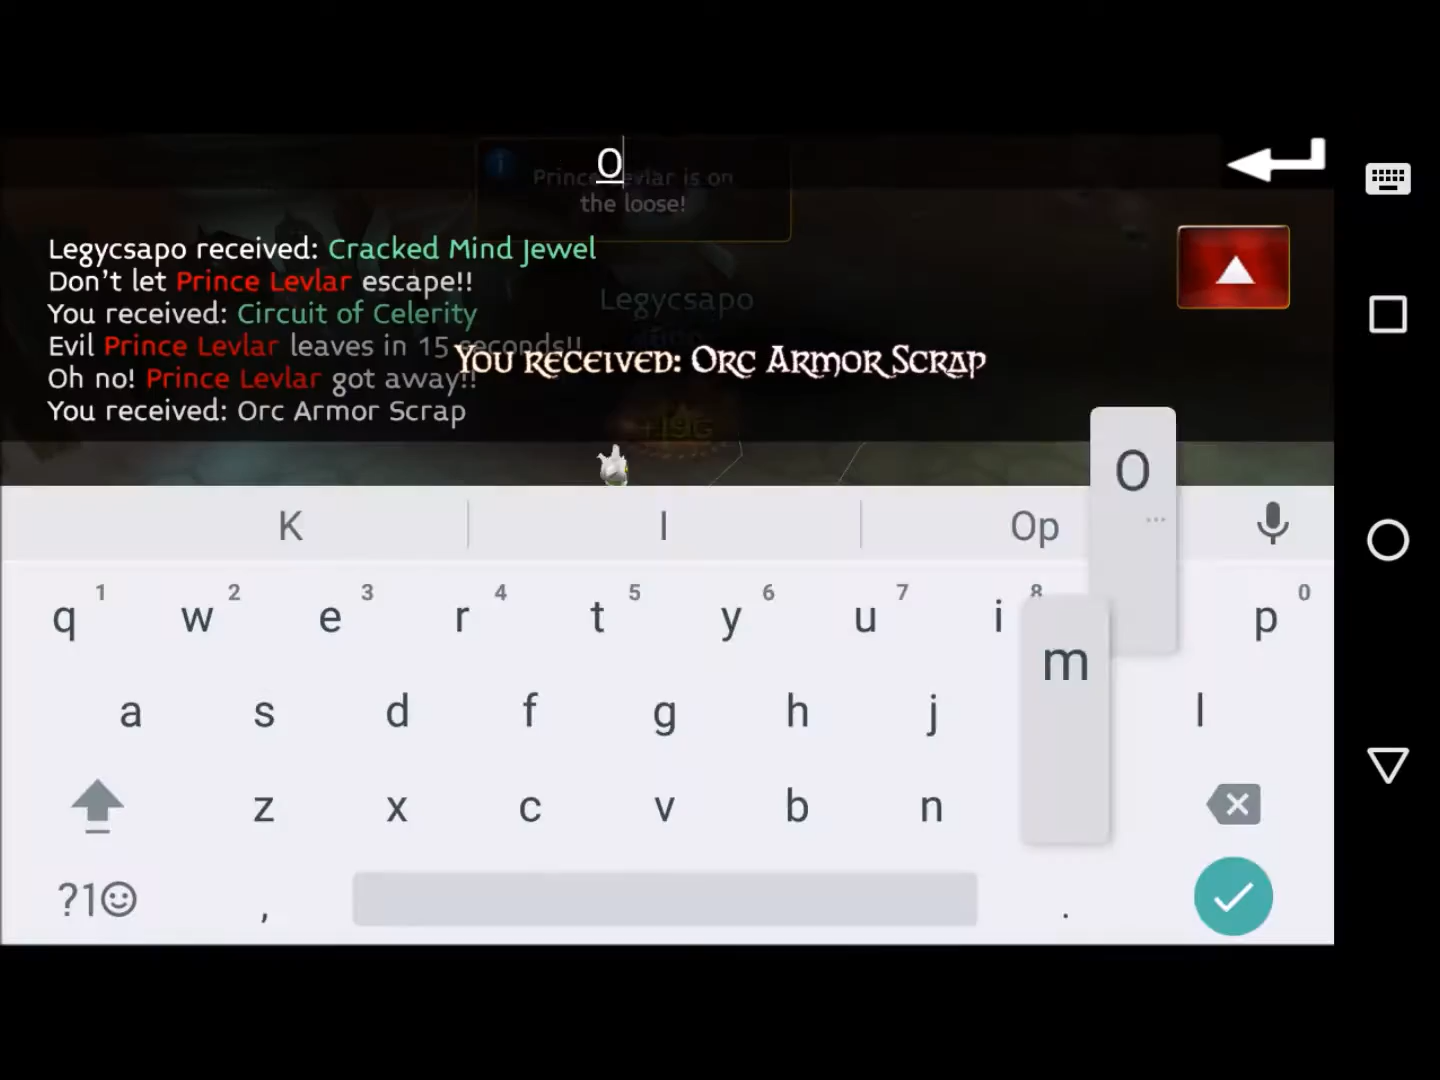 O
Prince Levlar is on
the loose!
Legycsapo received: Cracked Mind Jewel
Don't let Prince Levlar escape!!
Legycsapo
You received: Circuit of Celerity
Evil Prince Levlar leaves in 15 seconds!!
You received: Orc Armor Scrap
Oh no! Prince Levlar got away!!
You received: Orc Armor Scrap
+19G
O
K I Op
1 2 3 4 5 6 7 8 0
q w e r t y u i p
m
a s d f g h j l
z x c v b n
?1 , .